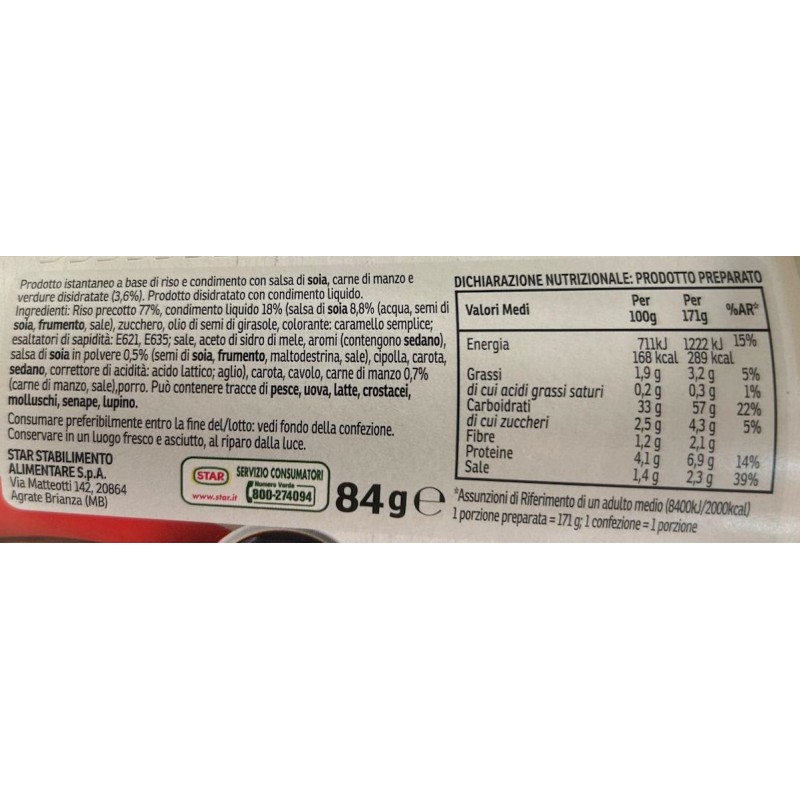 Prodotto istantaneo a base di riso e condimento con salsa di soia, carne di manzo e
verdure disidratate (3,6%). Prodotto disidratato con condimento liquido.
Ingredienti: Riso precotto 77%, condimento liquido 18% (salsa di soia 8,8% (acqua, semi di
soia, frumento, sale), zucchero, olio di semi di girasole, colorante: caramello semplice;
esaltatori di sapidità: E621, E635; sale, aceto di sidro di mele, aromi (contengono sedano),
salsa di soia in polvere 0,5% (semi di soia, frumento, maltodestrina, sale), cipolla, carota,
sedano, correttore di acidità: acido lattico; aglio), carota, cavolo, carne di manzo 0,7%
(carne di manzo, sale),porro. Può contenere tracce di pesce, uova, latte, crostacei,
molluschi, senape, lupino.
Consumare preferibilmente entro la fine del/lotto: vedi fondo della confezione.
Conservare in un luogo fresco e asciutto, al riparo dalla luce.
STAR STABILIMENTO
ALIMENTARE S.p.A.
Via Matteotti 142, 20864
Agrate Brianza (MB)
STAR SERVIZIO CONSUMATORI
Numero Verde
www.star.it 800-274094
84g e
DICHIARAZIONE NUTRIZIONALE: PRODOTTO PREPARATO
Valori Medi Per 100g Per 171g %AR*
Energia 711kJ 1222 kJ 15%
168 kcal 289 kcal
Grassi 1,9 g 3,2 g 5%
di cui acidi grassi saturi 0,2 g 0,3 g 1%
Carboidrati 33 g 57 g 22%
di cui zuccheri 2,5 g 4,3 g 5%
Fibre 1,2 g 2,1 g
Proteine 4,1 g 6,9 g 14%
Sale 1,4 g 2,3 g 39%
*Assunzioni di Riferimento di un adulto medio (8400kJ/2000kcal)
1 porzione preparata = 171 g; 1 confezione = 1 porzione